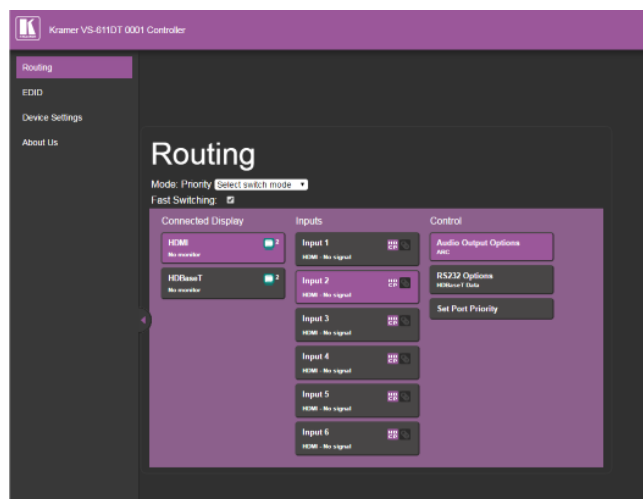 Kramer VS-611DT 0001 Controller
Routing
EDID
Device Settings
About Us
Routing
Mode: Priority Select switch mode
Fast Switching:
Connected Display
Inputs
Control
HDMI
2
No monitor
HDBaseT
2
No monitor
Input 1
HDMI - No signal
Input 2
HDMI - No signal
Input 3
HDMI - No signal
Input 4
HDMI - No signal
Input 5
HDMI - No signal
Input 6
HDMI - No signal
Audio Output Options
ARC
RS232 Options
HDBaseT Data
Set Port Priority